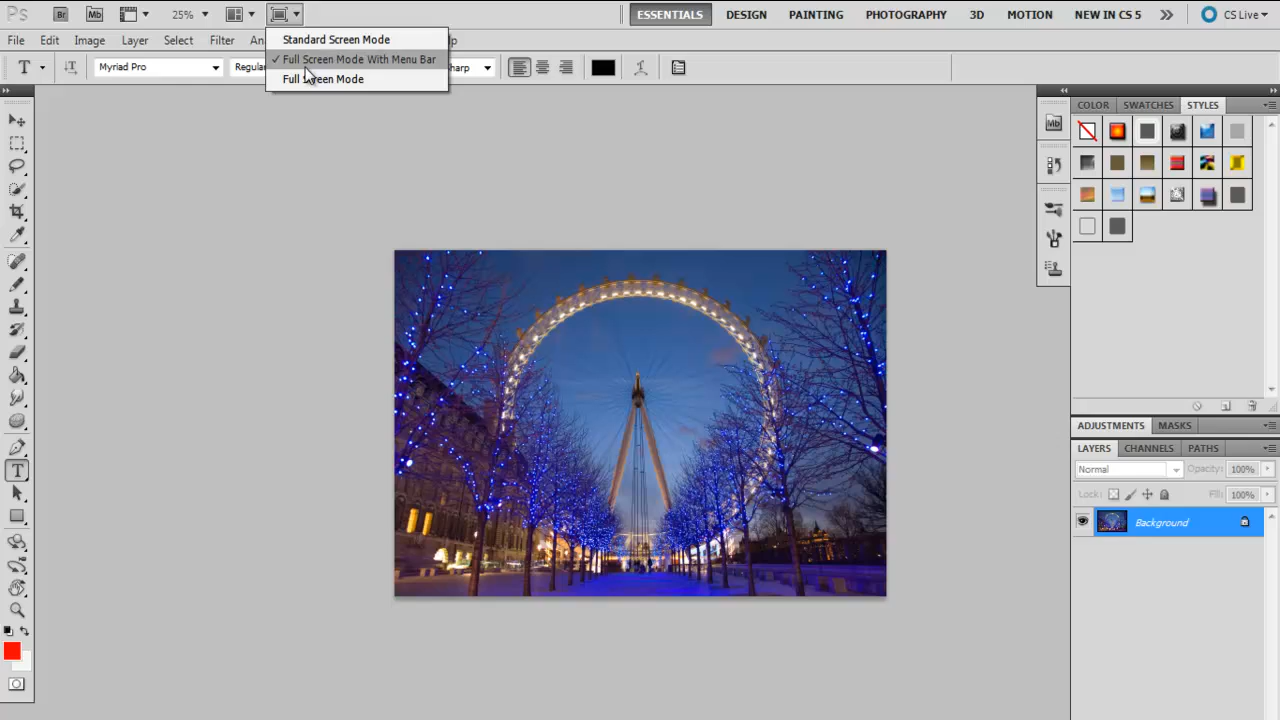 Ps Br Mb 25% ESSENTIALS DESIGN PAINTING PHOTOGRAPHY 3D MOTION NEW IN CS 5 CS Live
File Edit Image Layer Select Filter
Standard Screen Mode
Full Screen Mode With Menu Bar
Full Screen Mode
T Myriad Pro
COLOR SWATCHES STYLES
Mb
ADJUSTMENTS MASKS
LAYERS CHANNELS PATHS
Normal Opacity: 100%
Lock: Fill: 100%
Background
T